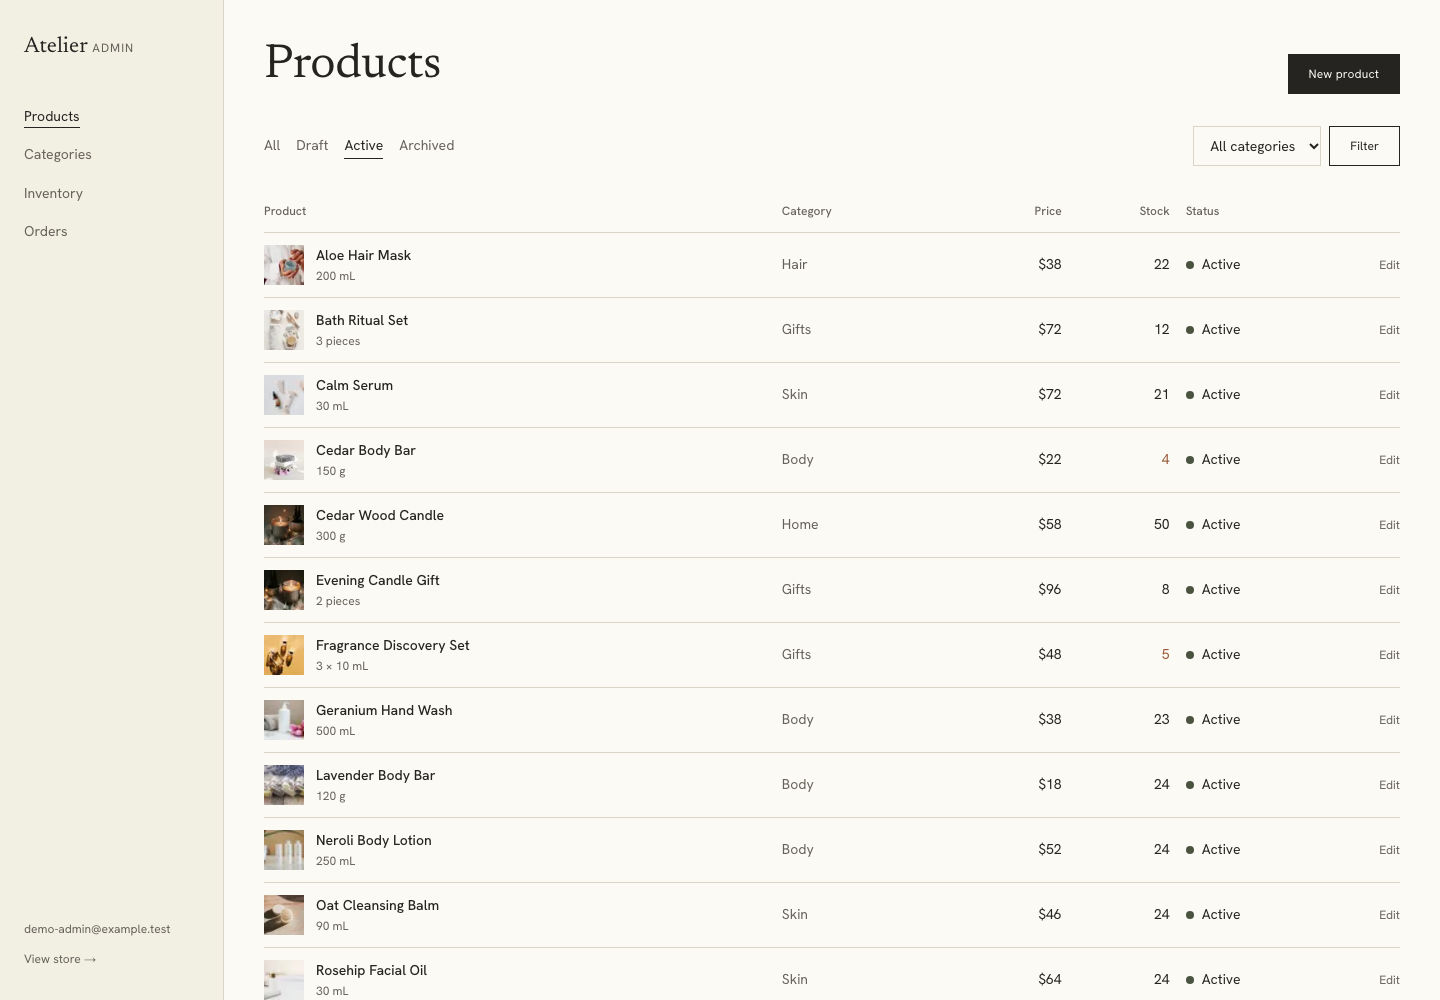 Atelier ADMIN
Products
Categories
Inventory
Orders
demo-admin@example.test
View store →
Products
New product
All Draft Active Archived
All categories Filter
Product Category Price Stock Status
Aloe Hair Mask
200 mL
Hair $38 22 Active Edit
Bath Ritual Set
3 pieces
Gifts $72 12 Active Edit
Calm Serum
30 mL
Skin $72 21 Active Edit
Cedar Body Bar
150 g
Body $22 4 Active Edit
Cedar Wood Candle
300 g
Home $58 50 Active Edit
Evening Candle Gift
2 pieces
Gifts $96 8 Active Edit
Fragrance Discovery Set
3 × 10 mL
Gifts $48 5 Active Edit
Geranium Hand Wash
500 mL
Body $38 23 Active Edit
Lavender Body Bar
120 g
Body $18 24 Active Edit
Neroli Body Lotion
250 mL
Body $52 24 Active Edit
Oat Cleansing Balm
90 mL
Skin $46 24 Active Edit
Rosehip Facial Oil
30 mL
Skin $64 24 Active Edit